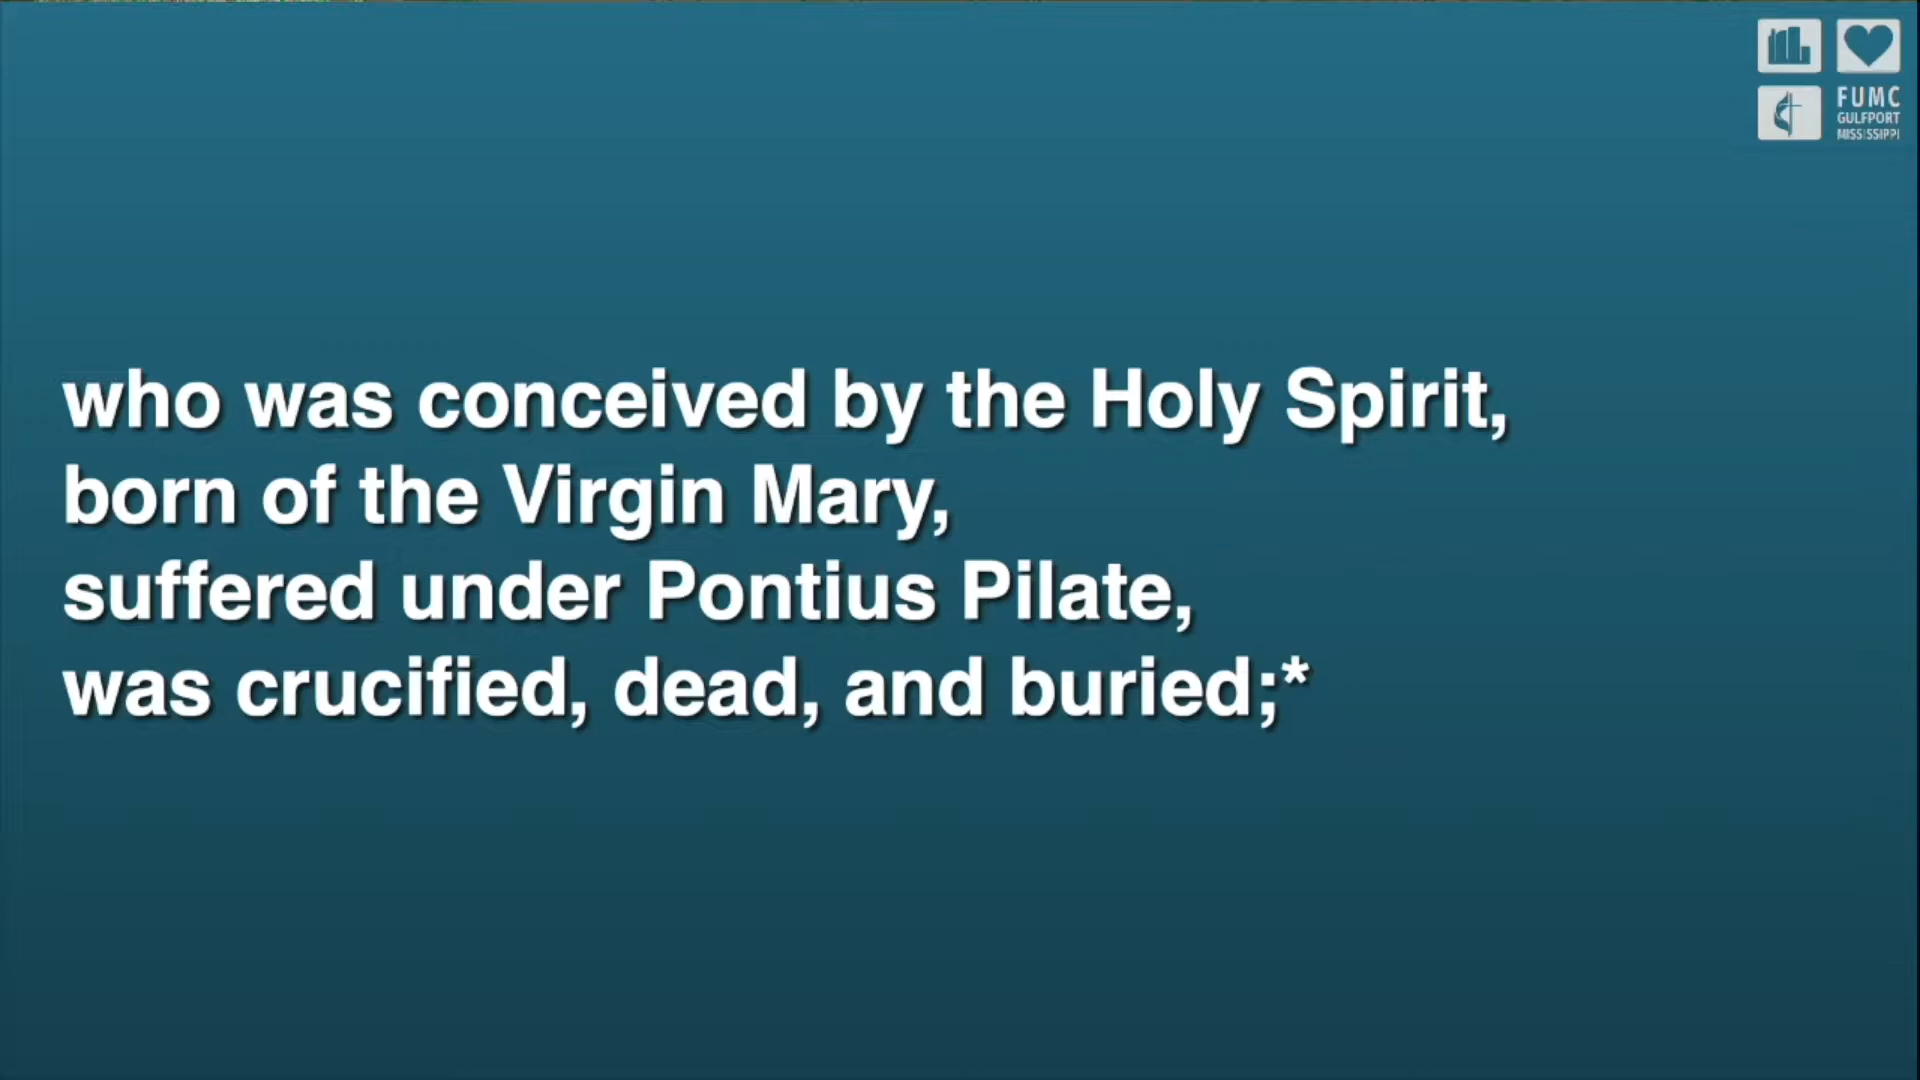 FUMC
GULFPORT
MISSISSIPPI
who was conceived by the Holy Spirit,
born of the Virgin Mary,
suffered under Pontius Pilate,
was crucified, dead, and buried;*